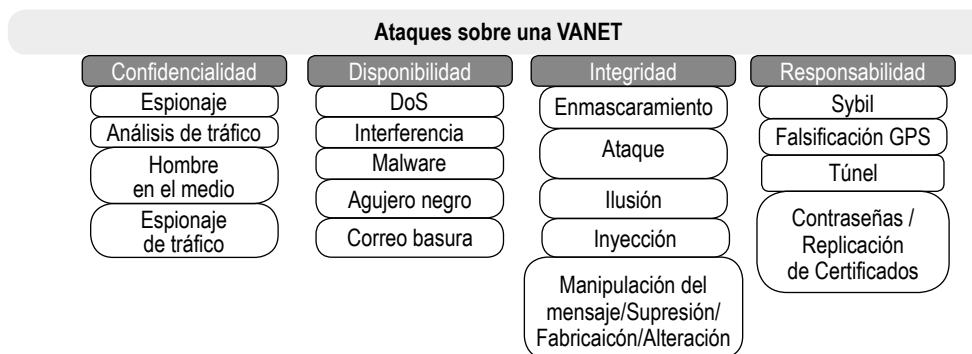 Ataques sobre una VANET
Confidencialidad
Espionaje
Análisis de tráfico
Hombre
en el medio
Espionaje
de tráfico
Disponibilidad
DoS
Interferencia
Malware
Agujero negro
Correo basura
Integridad
Enmascaramiento
Ataque
Ilusión
Inyección
Manipulación del
mensaje/Supresión/
Fabricaicón/Alteración
Responsabilidad
Sybil
Falsificación GPS
Túnel
Contraseñas /
Replicación
de Certificados